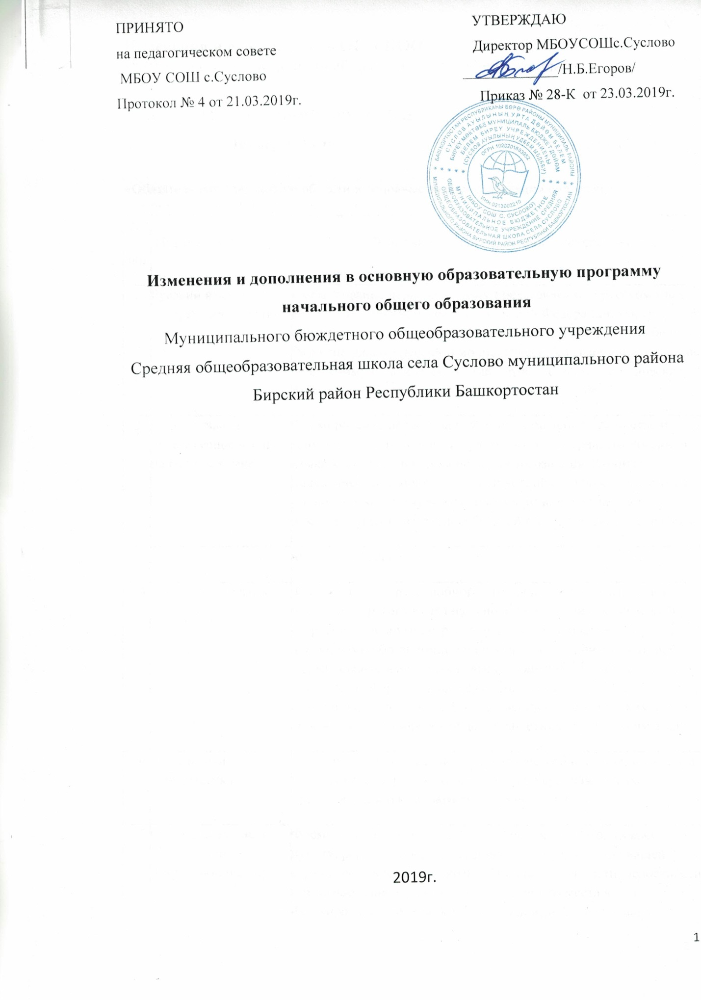 ПРИНЯТО
на педагогическом совете
МБОУ СОШ с.Суслово
Протокол № 4 от 21.03.2019г.
УТВЕРЖДАЮ
Директор МБОУСОШс.Суслово
/Н.Б.Егоров/
Приказ № 28-К от 23.03.2019г.
БАШКОРТОСТАН РЕСПУБЛИКАҺЫ БӨРӨ РАЙОНЫ МУНИЦИПАЛЬ РАЙОНЫ
СУСЛОВ АУЫЛЫНЫҢ УРТА ДӨЙӨМ БЕЛЕМ
БИРЕҮ МӘКТӘБЕ МУНИЦИПАЛЬ БЮДЖЕТ ДӨЙӨМ
БЕЛЕМ БИРЕҮ УЧРЕЖДЕНИЕҺЫ
(СУСЛОВ АУЫЛЫНЫҢ УДББМ МБДББУ)
ОГРН 1020201683952
ИНН 0213002210
(МБОУ СОШ С. СУСЛОВО)
МУНИЦИПАЛЬНОЕ БЮДЖЕТНОЕ
ОБЩЕОБРАЗОВАТЕЛЬНОЕ УЧРЕЖДЕНИЕ СРЕДНЯЯ
ОБЩЕОБРАЗОВАТЕЛЬНАЯ ШКОЛА СЕЛА СУСЛОВО
МУНИЦИПАЛЬНОГО РАЙОНА БИРСКИЙ РАЙОН РЕСПУБЛИКИ БАШКОРТОСТАН
Изменения и дополнения в основную образовательную программу
начального общего образования
Муниципального бюждетного общеобразовательного учреждения
Средняя общеобразовательная школа села Суслово муниципального района
Бирский район Республики Башкортостан
2019г.
1